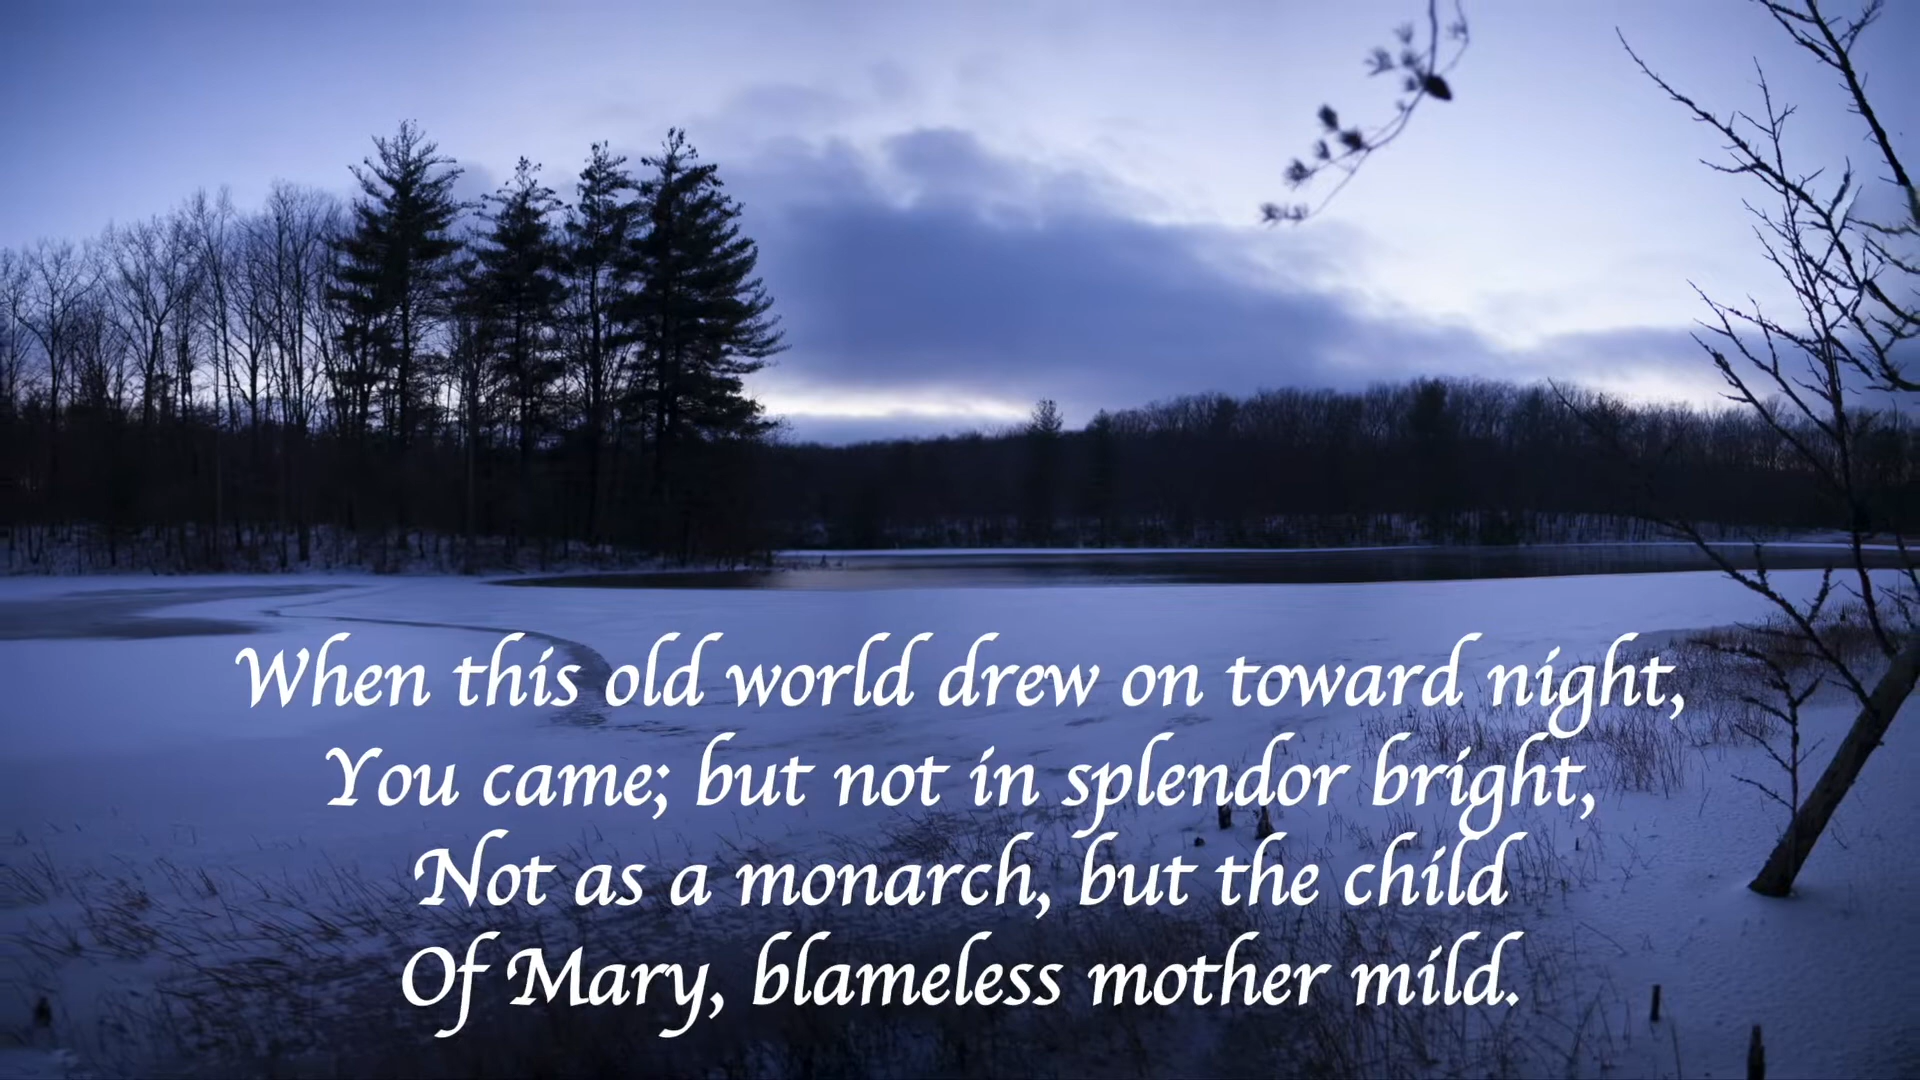 When this old world drew on toward night,
You came; but not in splendor bright,
Not as a monarch, but the child
Of Mary, blameless mother mild.